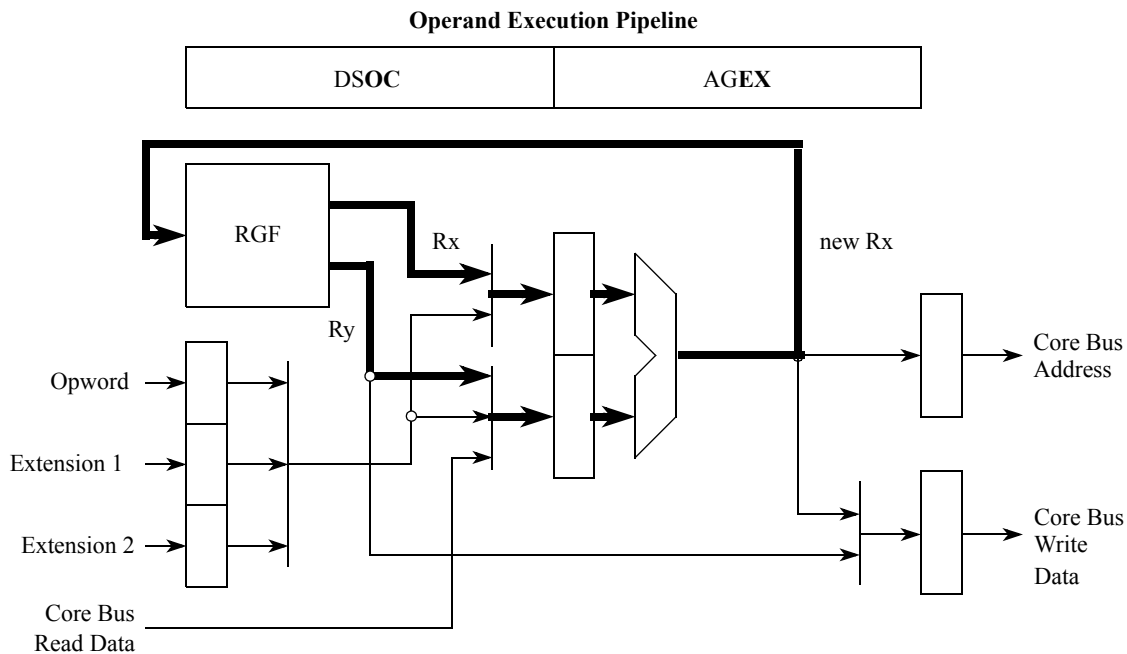 Operand Execution Pipeline
DSOC
AGEX
RGF
Rx
new Rx
Ry
Core Bus
Address
Opword
Extension 1
Extension 2
Core Bus
Write
Data
Core Bus
Read Data